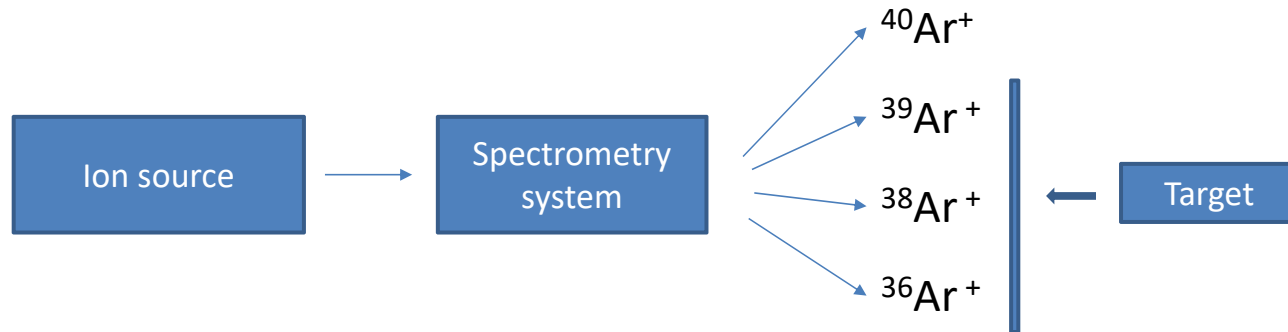 Ion source
Spectrometry
system
⁴⁰Ar⁺
³⁹Ar ⁺
³⁸Ar ⁺
³⁶Ar ⁺
Target